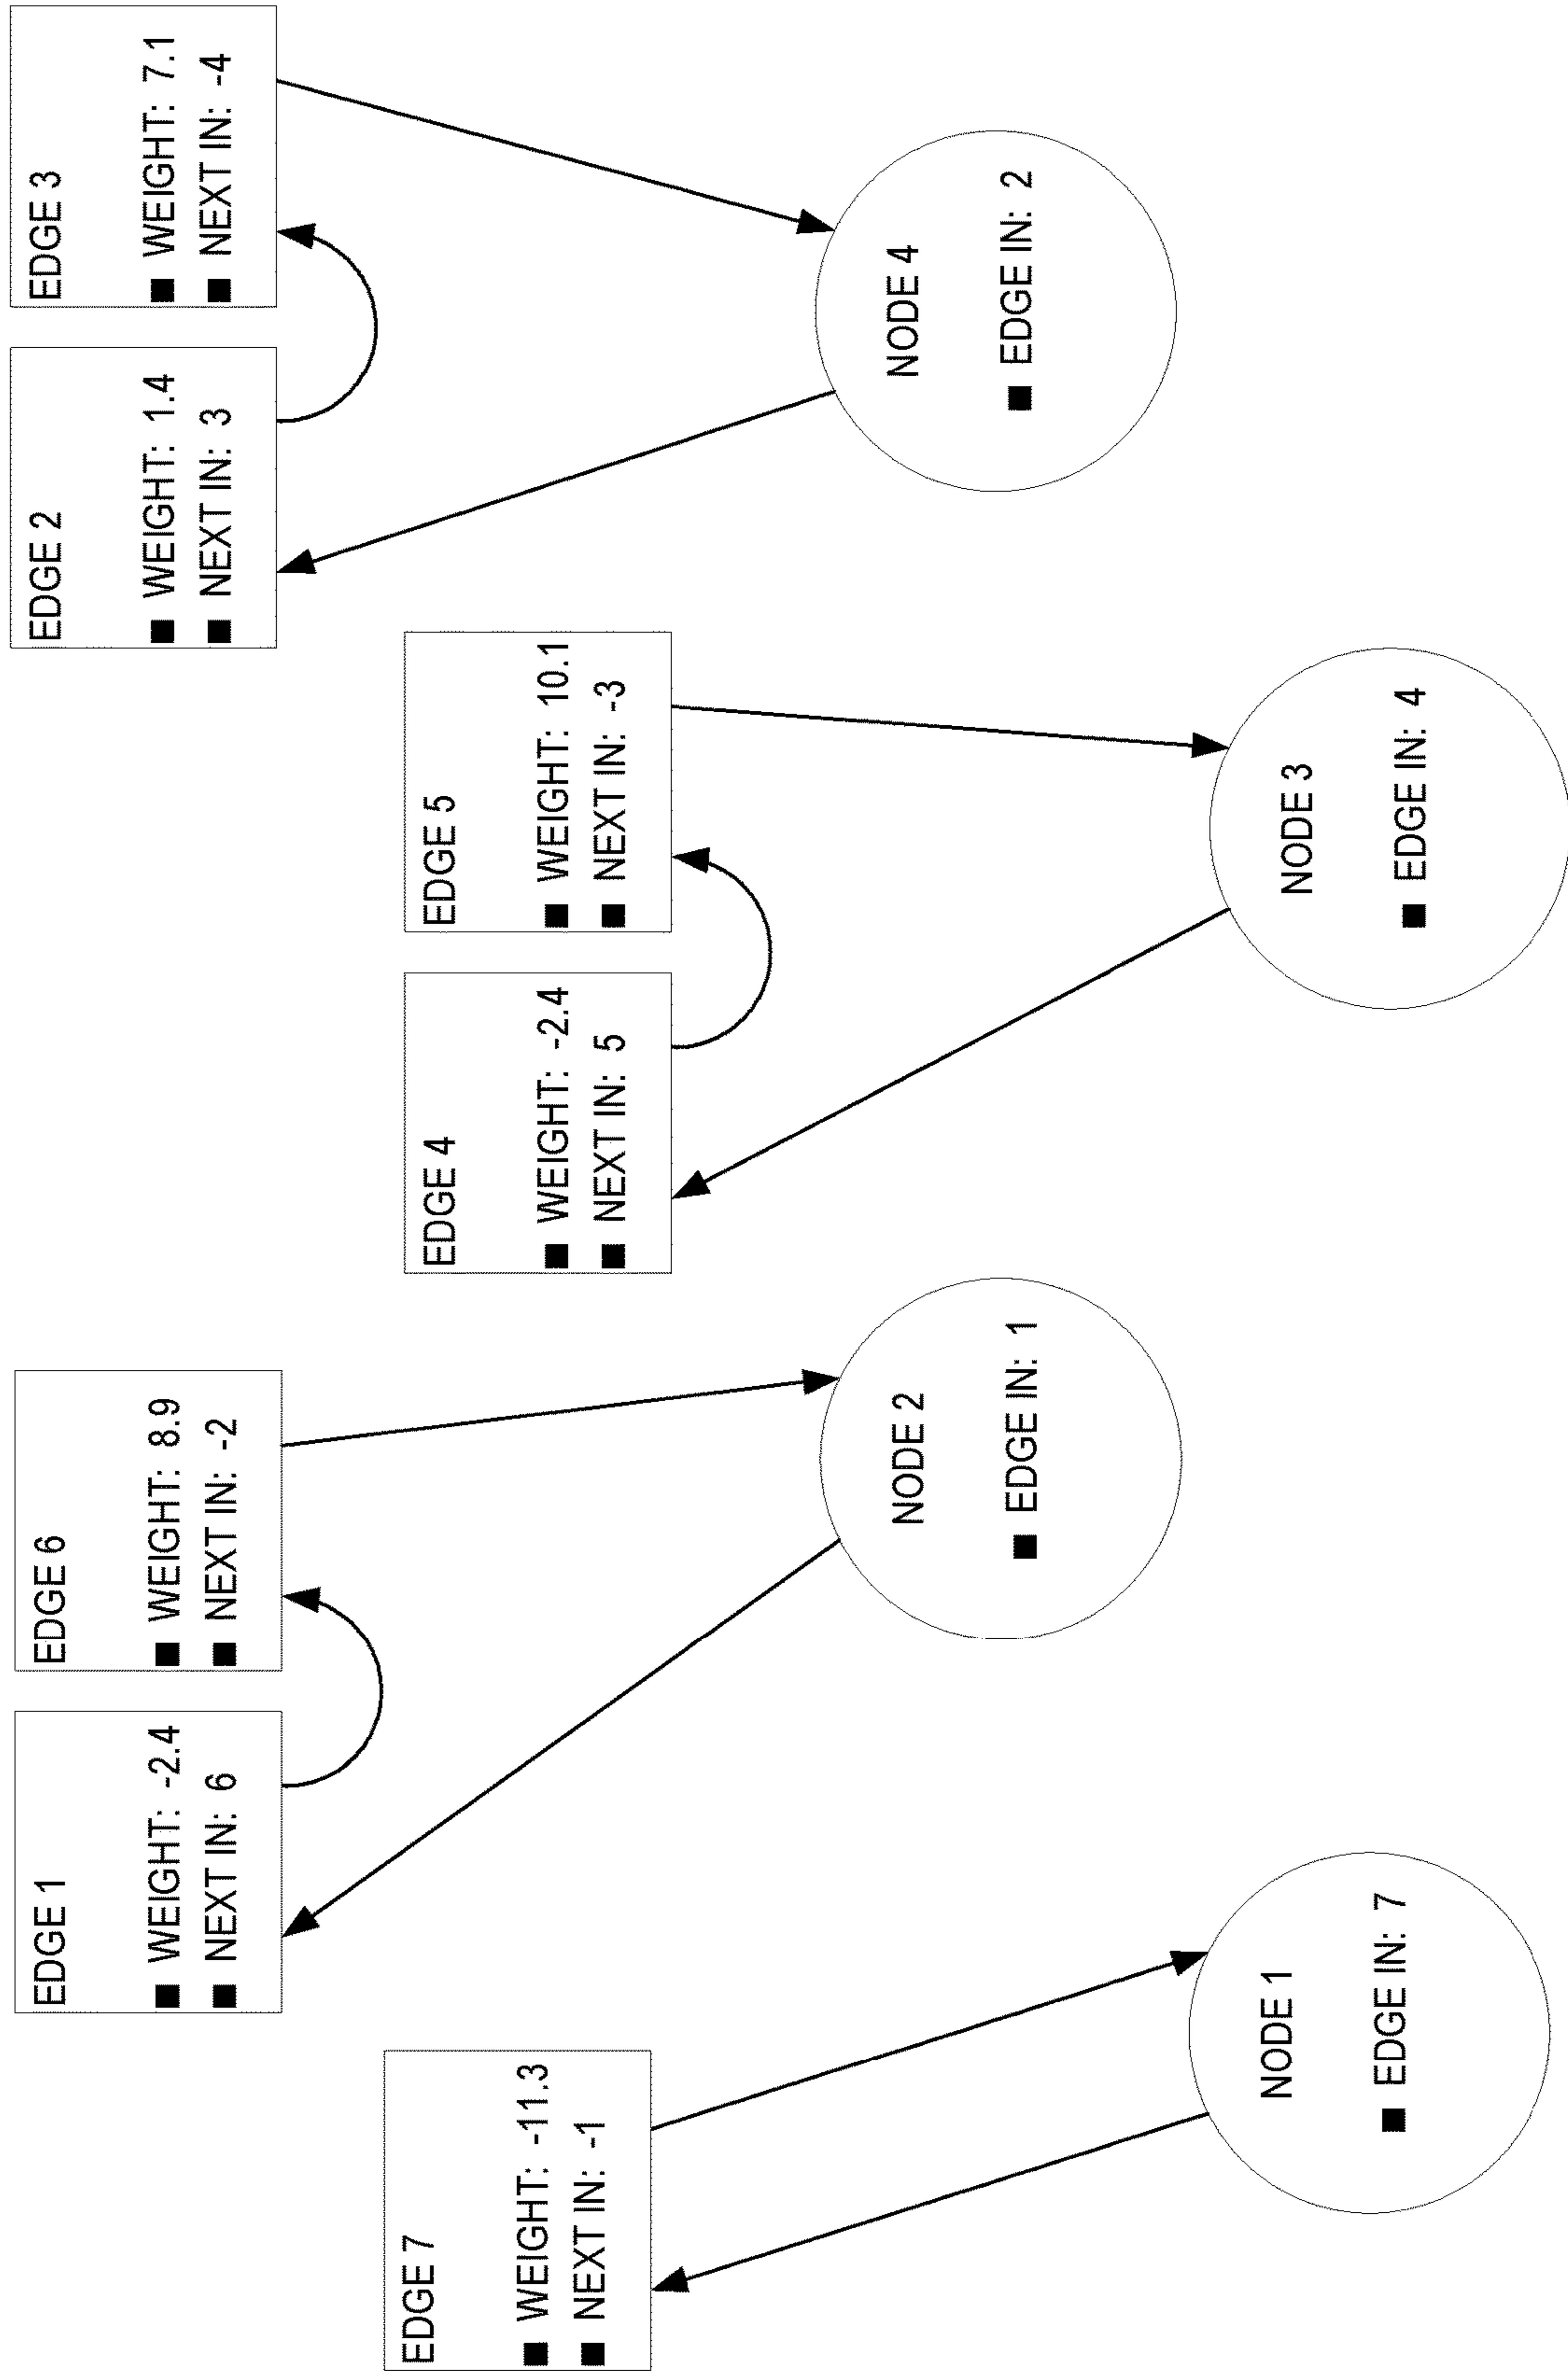 EDGE 7
■ WEIGHT: -11.3
■ NEXT IN: -1
NODE 1
■ EDGE IN: 7
EDGE 1
■ WEIGHT: -2.4
■ NEXT IN: 6
EDGE 6
■ WEIGHT: 8.9
■ NEXT IN: -2
NODE 2
■ EDGE IN: 1
EDGE 4
■ WEIGHT: -2.4
■ NEXT IN: 5
EDGE 5
■ WEIGHT: 10.1
■ NEXT IN: -3
NODE 3
■ EDGE IN: 4
EDGE 2
■ WEIGHT: 1.4
■ NEXT IN: 3
EDGE 3
■ WEIGHT: 7.1
■ NEXT IN: -4
NODE 4
■ EDGE IN: 2